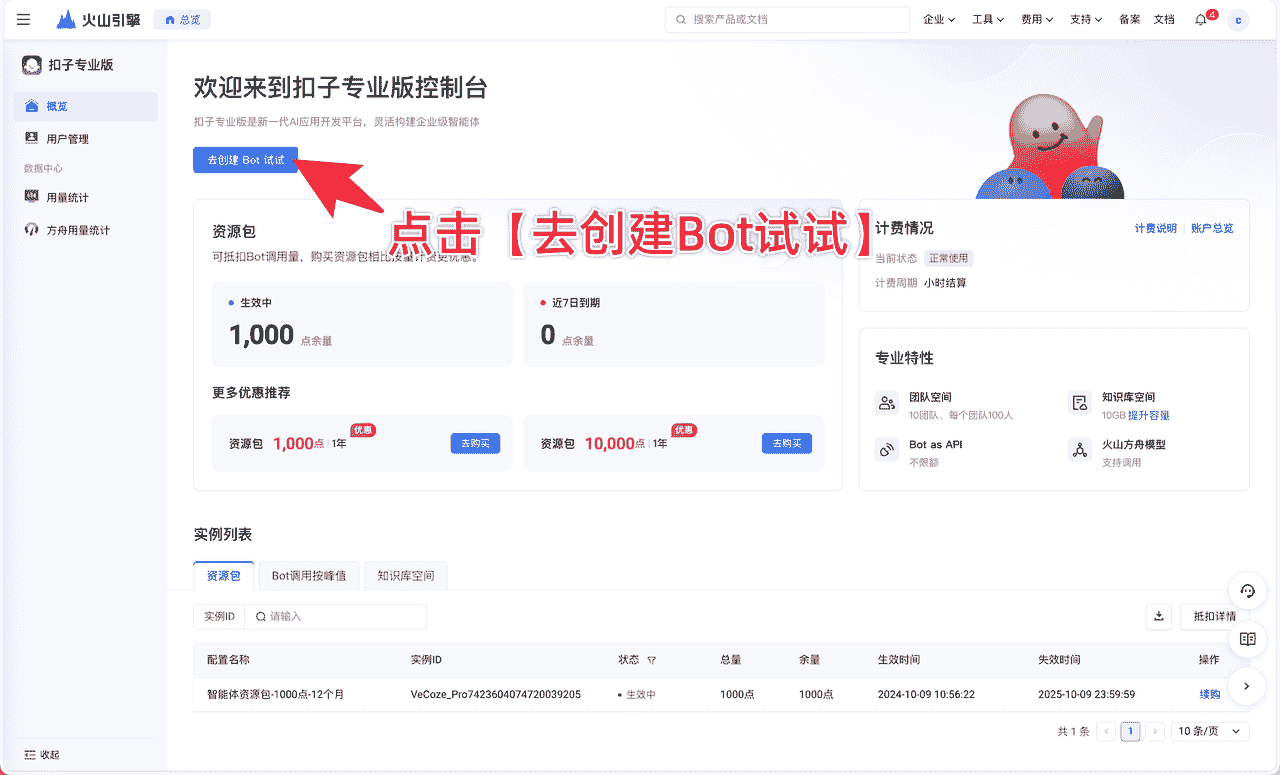 火山引擎
总览
搜索产品或文档
企业
工具
费用
支持
备案
文档
4
c
扣子专业版
概览
用户管理
数据中心
用量统计
方舟用量统计
收起
欢迎来到扣子专业版控制台
扣子专业版是新一代AI应用开发平台，灵活构建企业级智能体
去创建 Bot 试试
点击【去创建Bot试试】
资源包
可抵扣Bot调用量，购买资源包相比按量计费更优惠。
生效中
1,000 点余量
近7日到期
0 点余量
更多优惠推荐
资源包 1,000点 | 1年 优惠
去购买
资源包 10,000点 | 1年 优惠
去购买
计费情况
计费说明 | 账户总览
当前状态 正常使用
计费周期 小时结算
专业特性
团队空间
10团队、每个团队100人
知识库空间
10GB 提升容量
Bot as API
不限额
火山方舟模型
支持调用
实例列表
资源包
Bot调用按峰值
知识库空间
实例ID 请输入
抵扣详情
配置名称 实例ID 状态 总量 余量 生效时间 失效时间 操作
智能体资源包-1000点-12个月 VeCoze_Pro7423604074720039205 生效中 1000点 1000点 2024-10-09 10:56:22 2025-10-09 23:59:59 续购
共 1 条 1 10 条/页